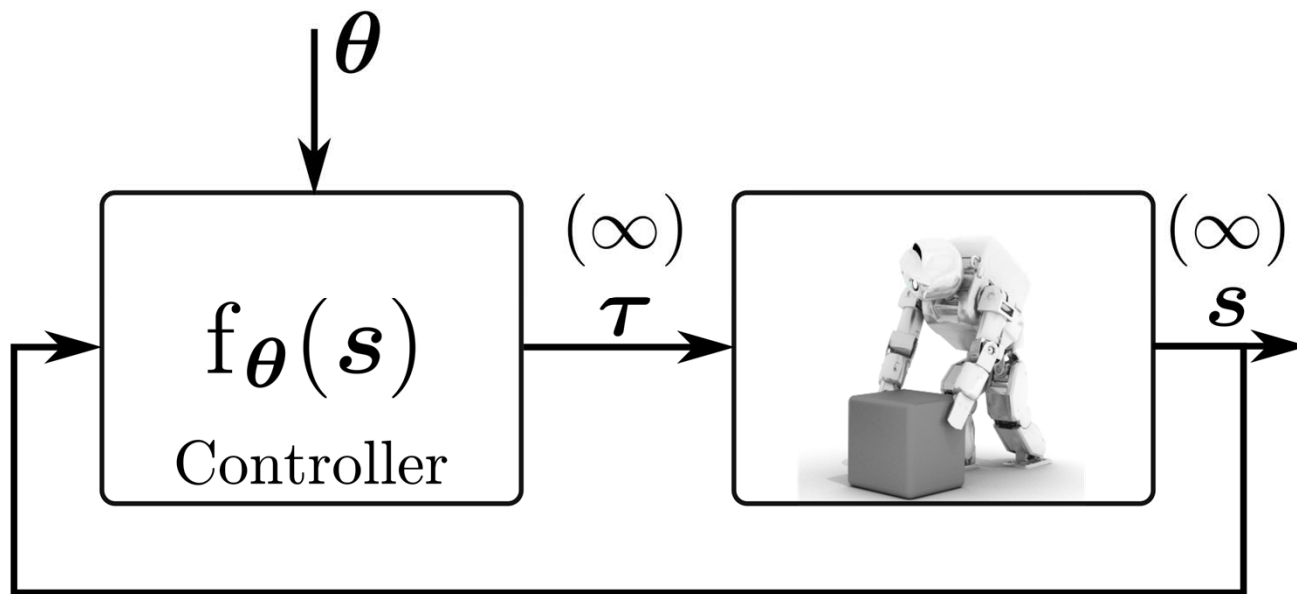 θ
(∞)
τ
(∞)
s
f_θ(s)
Controller